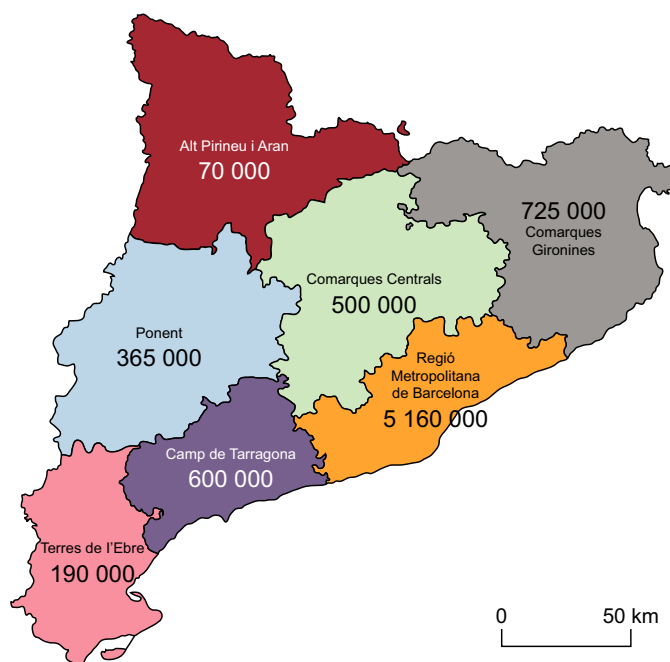 Alt Pirineu i Aran
70 000
725 000
Comarques
Gironines
Comarques Centrals
500 000
Ponent
365 000
Regió
Metropolitana
de Barcelona
5 160 000
Camp de Tarragona
600 000
Terres de l'Ebre
190 000
0 50 km